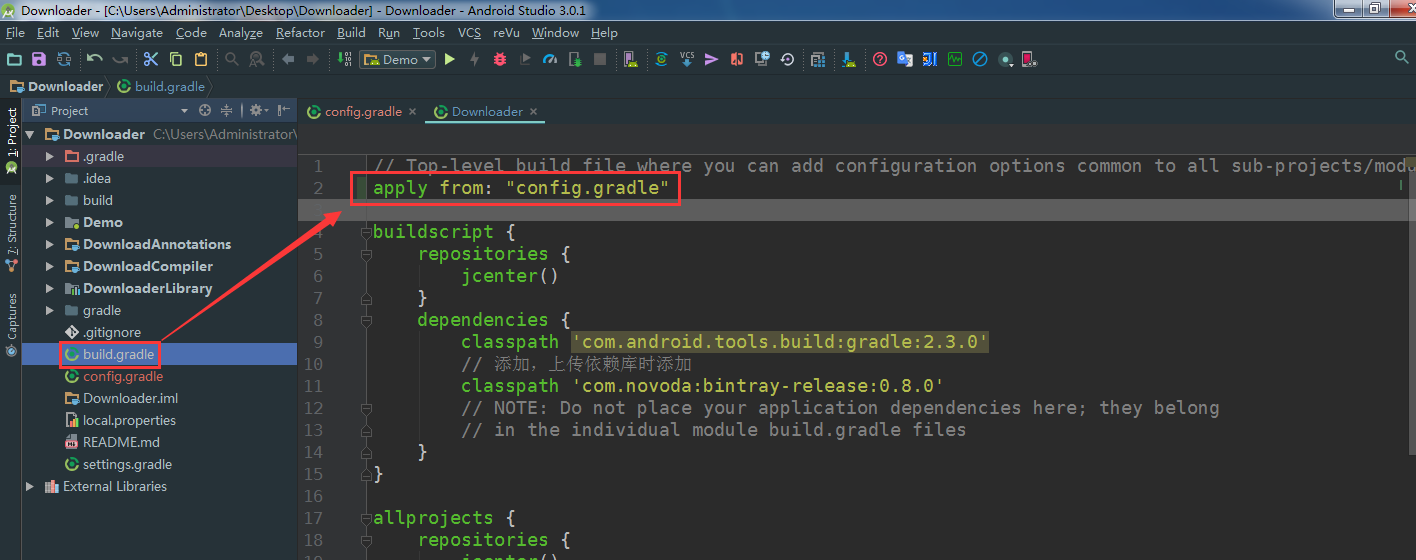 Downloader - [C:\Users\Administrator\Desktop\Downloader] - Downloader - Android Studio 3.0.1
File Edit View Navigate Code Analyze Refactor Build Run Tools VCS reVu Window Help
Demo
VCS
Downloader build.gradle
1: Project
7: Structure
Captures
Project
Downloader C:\Users\Administrator\
.gradle
.idea
build
Demo
DownloadAnnotations
DownloadCompiler
DownloaderLibrary
gradle
.gitignore
build.gradle
config.gradle
Downloader.iml
local.properties
README.md
settings.gradle
External Libraries
config.gradle Downloader
1 // Top-level build file where you can add configuration options common to all sub-projects/modu
2 apply from: "config.gradle"
4 buildscript {
5 repositories {
6 jcenter()
7 }
8 dependencies {
9 classpath 'com.android.tools.build:gradle:2.3.0'
10 // 添加，上传依赖库时添加
11 classpath 'com.novoda:bintray-release:0.8.0'
12 // NOTE: Do not place your application dependencies here; they belong
13 // in the individual module build.gradle files
14 }
15 }
16
17 allprojects {
18 repositories {
19 jcenter()